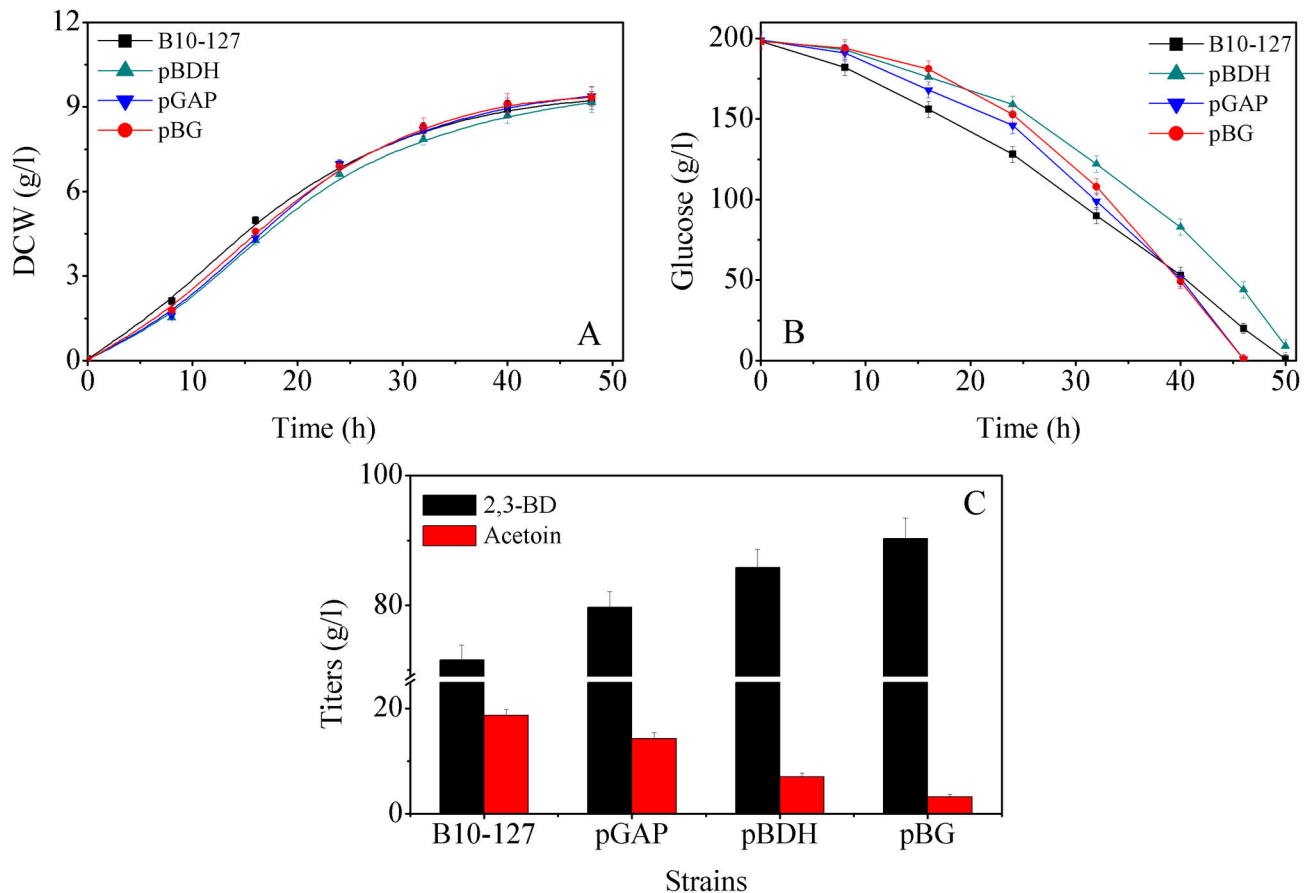 12
9
6
3
0
DCW (g/l)
B10-127
pBDH
pGAP
pBG
A
0 10 20 30 40 50
Time (h)
200
150
100
50
0
Glucose (g/l)
B10-127
pBDH
pGAP
pBG
B
0 10 20 30 40 50
Time (h)
100
80
20
0
Titers (g/l)
2,3-BD
Acetoin
C
B10-127 pGAP pBDH pBG
Strains